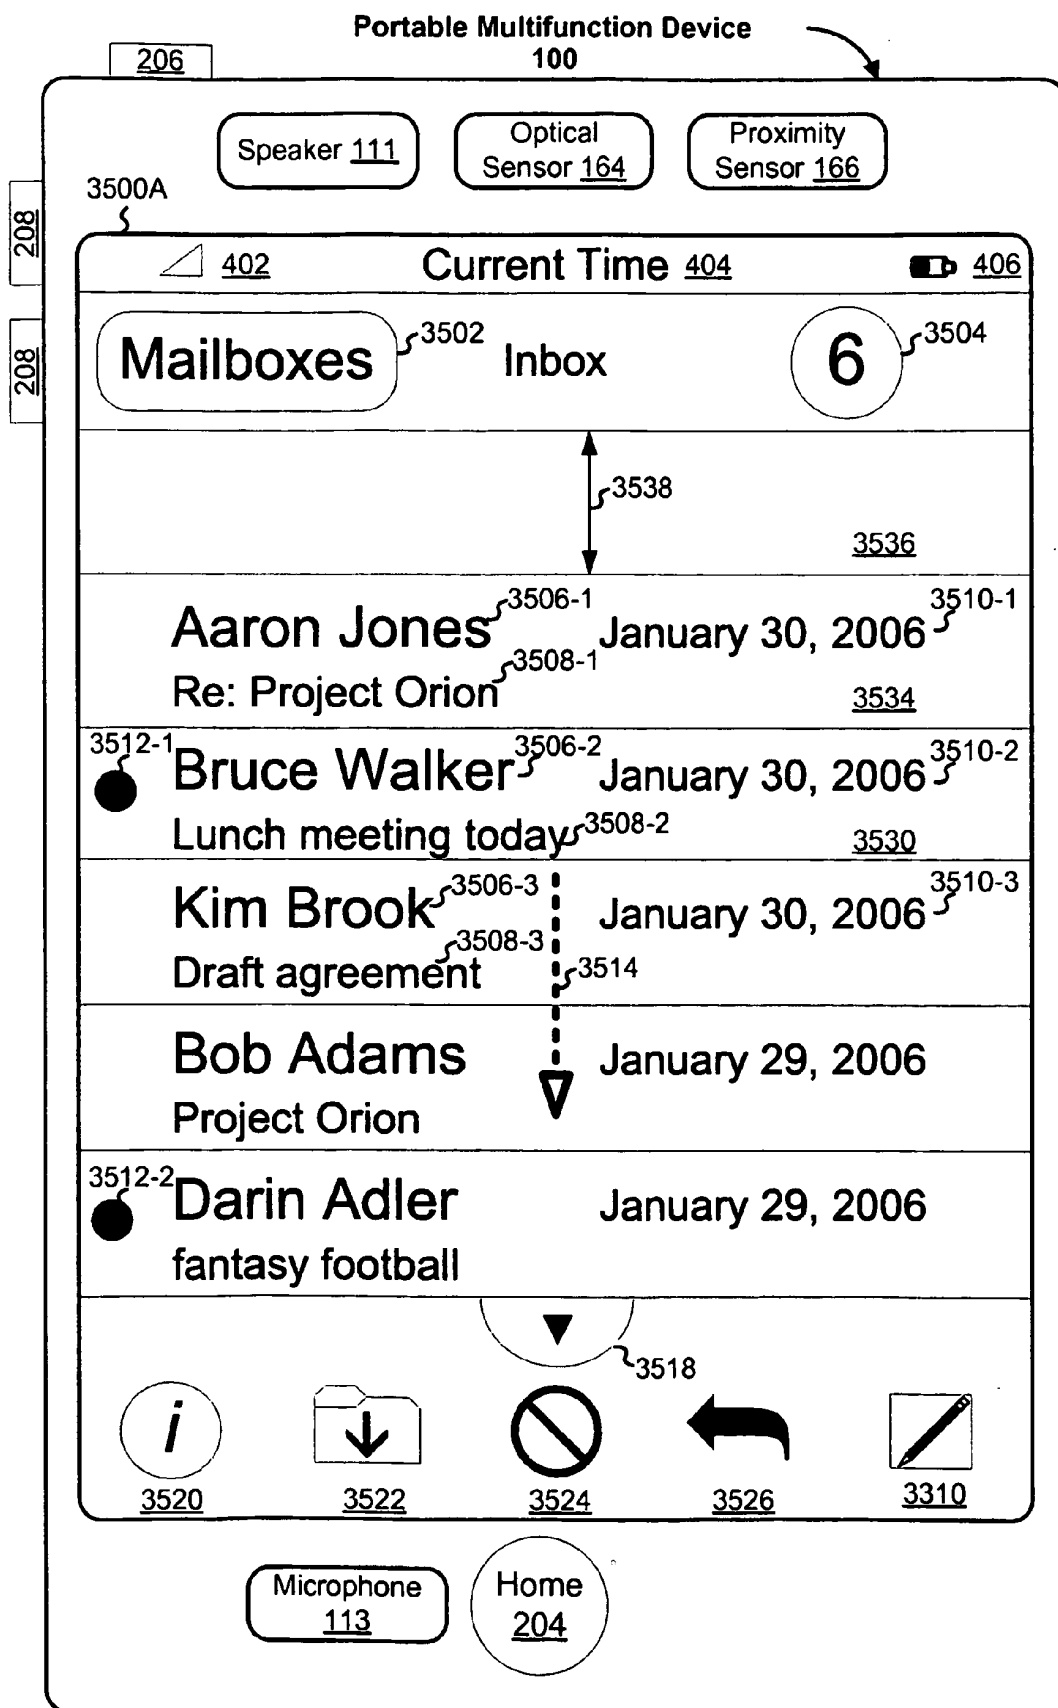 Portable Multifunction Device
100
206
Speaker 111
Optical
Sensor 164
Proximity
Sensor 166
3500A
208
208
402
Current Time 404
406
Mailboxes
3502
Inbox
6
3504
3538
3536
Aaron Jones
3506-1
January 30, 2006
3510-1
Re: Project Orion
3508-1
3534
3512-1
Bruce Walker
3506-2
January 30, 2006
3510-2
Lunch meeting today
3508-2
3530
Kim Brook
3506-3
January 30, 2006
3510-3
Draft agreement
3508-3
3514
Bob Adams
January 29, 2006
Project Orion
3512-2
Darin Adler
January 29, 2006
fantasy football
3518
i
3520
3522
3524
3526
3310
Microphone
113
Home
204